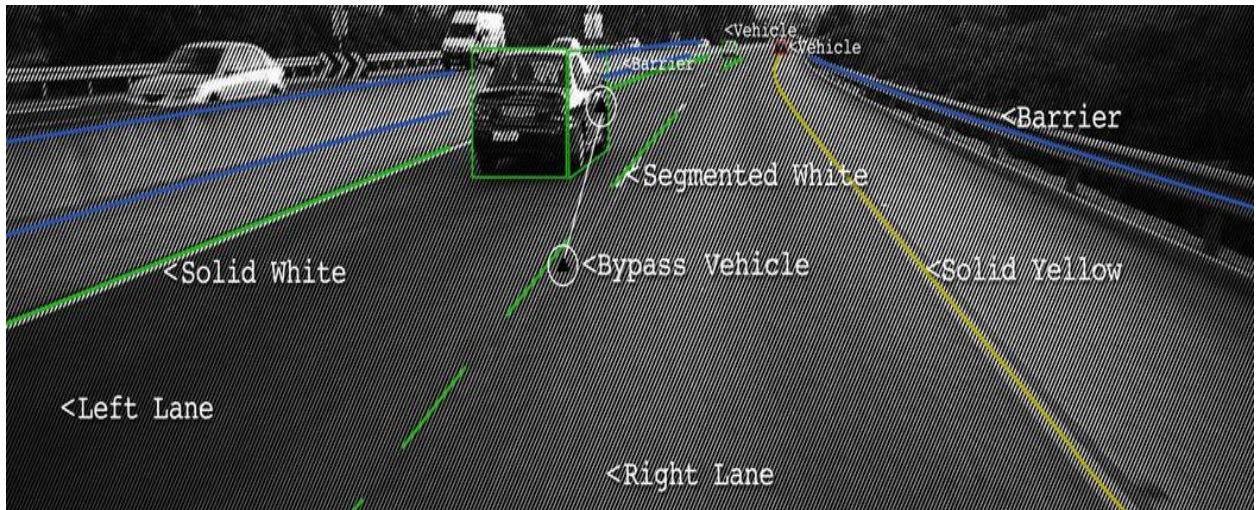 <Vehicle
<Vehicle
<Barrier
<Barrier
<Segmented White
<Solid White
<Bypass Vehicle
<Solid Yellow
<Left Lane
<Right Lane